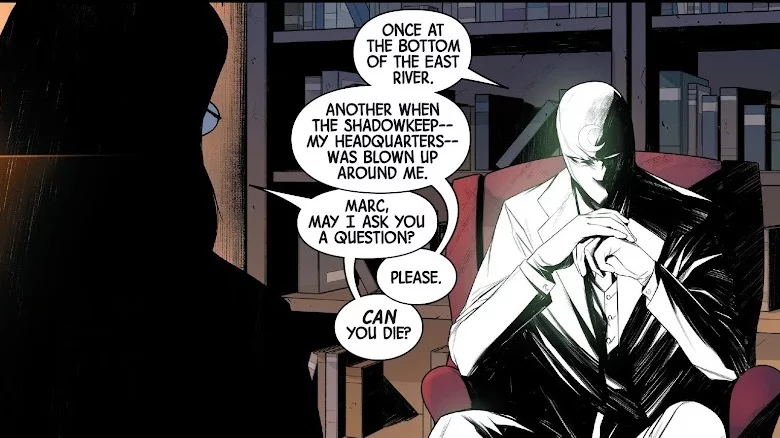 ONCE AT
THE BOTTOM
OF THE EAST
RIVER.
ANOTHER WHEN
THE SHADOWKEEP--
MY HEADQUARTERS--
WAS BLOWN UP
AROUND ME.
MARC,
MAY I ASK YOU
A QUESTION?
PLEASE.
CAN
YOU DIE?